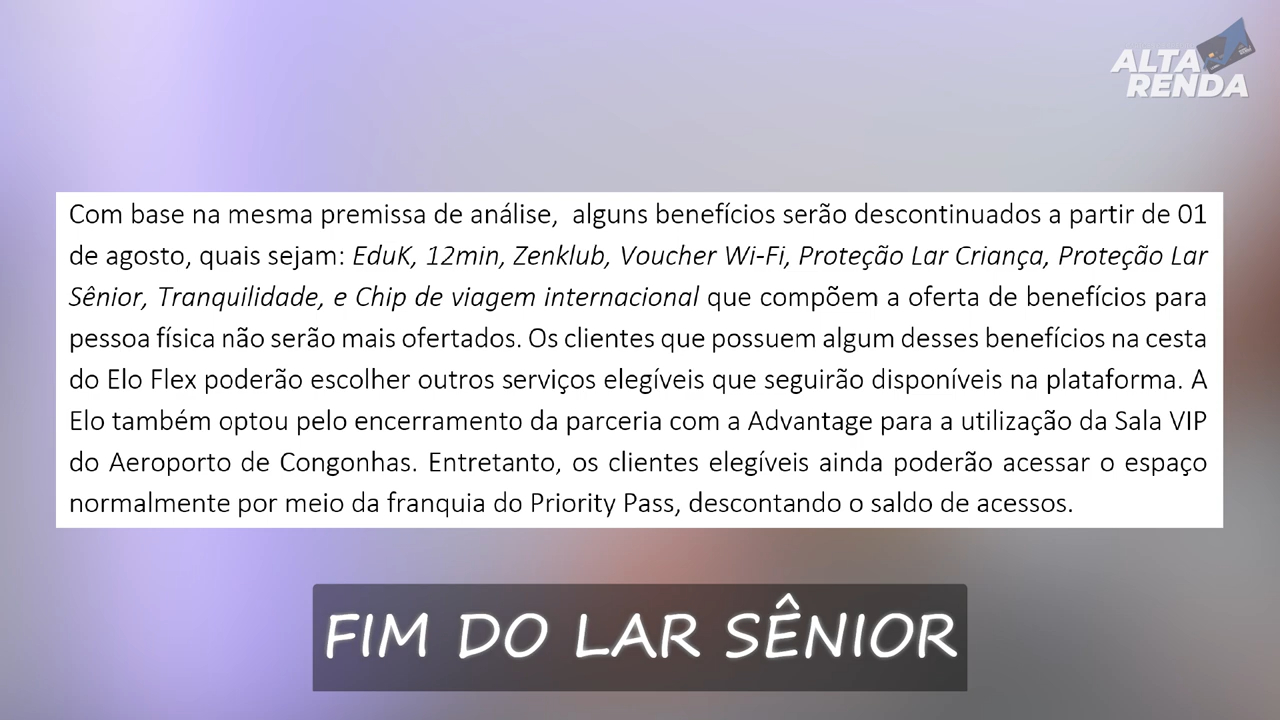 ALTA
RENDA
Com base na mesma premissa de análise,  alguns benefícios serão descontinuados a partir de 01
de agosto, quais sejam: EduK, 12min, Zenklub, Voucher Wi-Fi, Proteção Lar Criança, Proteção Lar
Sênior, Tranquilidade, e Chip de viagem internacional que compõem a oferta de benefícios para
pessoa física não serão mais ofertados. Os clientes que possuem algum desses benefícios na cesta
do Elo Flex poderão escolher outros serviços elegíveis que seguirão disponíveis na plataforma. A
Elo também optou pelo encerramento da parceria com a Advantage para a utilização da Sala VIP
do Aeroporto de Congonhas. Entretanto, os clientes elegíveis ainda poderão acessar o espaço
normalmente por meio da franquia do Priority Pass, descontando o saldo de acessos.
FIM DO LAR SÊNIOR